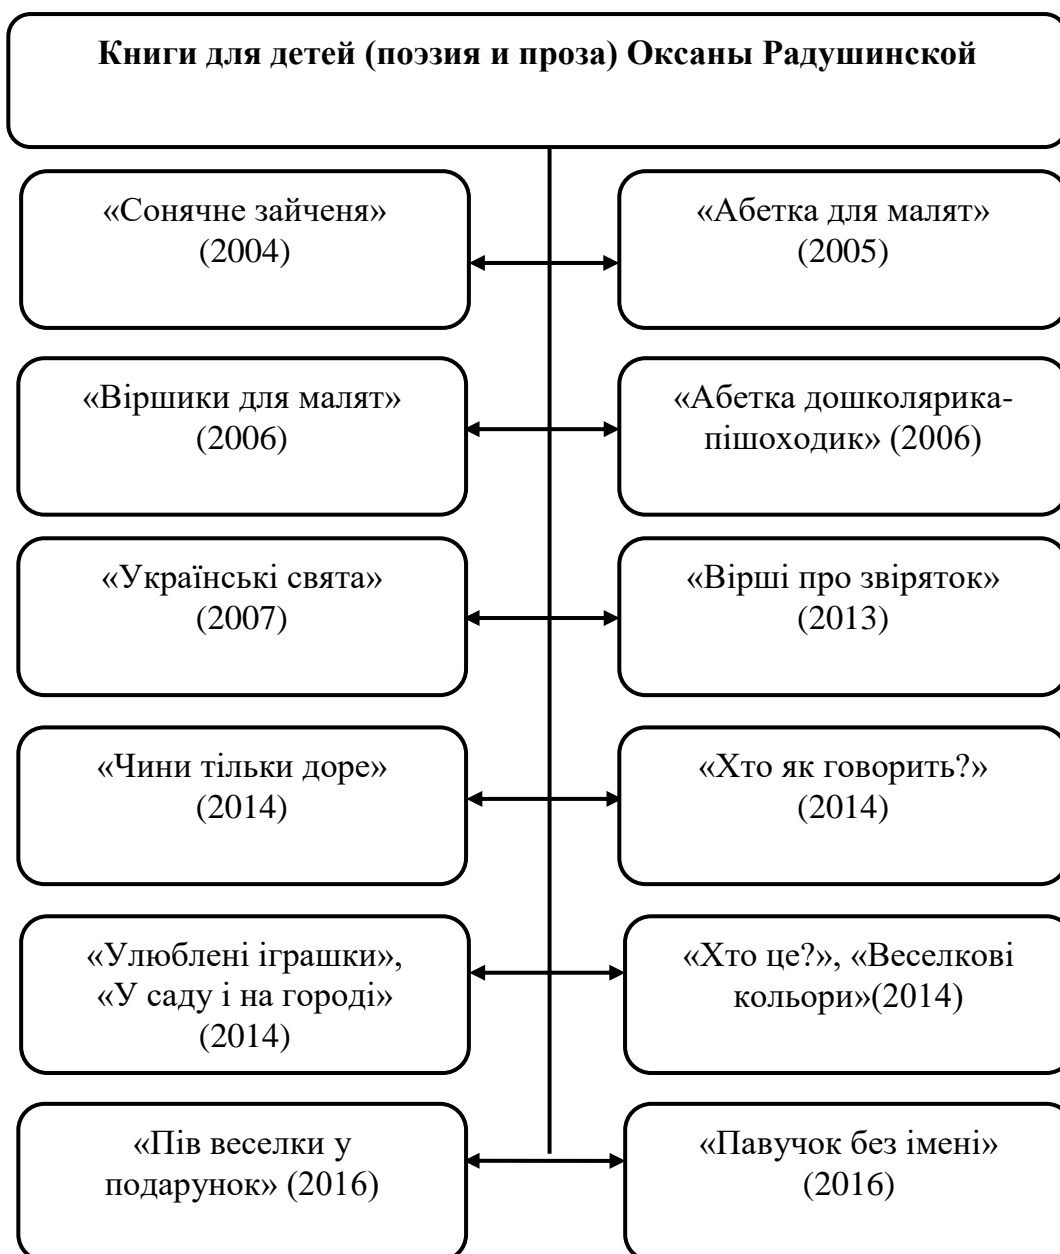 Книги для детей (поэзия и проза) Оксаны Радушинской
«Сонячне зайченя»
(2004)
«Абетка для малят»
(2005)
«Віршики для малят»
(2006)
«Абетка дошколярика-
пішоходик» (2006)
«Українські свята»
(2007)
«Вірші про звіряток»
(2013)
«Чини тільки доре»
(2014)
«Хто як говорить?»
(2014)
«Улюблені іграшки»,
«У саду і на городі»
(2014)
«Хто це?», «Веселкові
кольори»(2014)
«Пів веселки у
подарунок» (2016)
«Павучок без імені»
(2016)